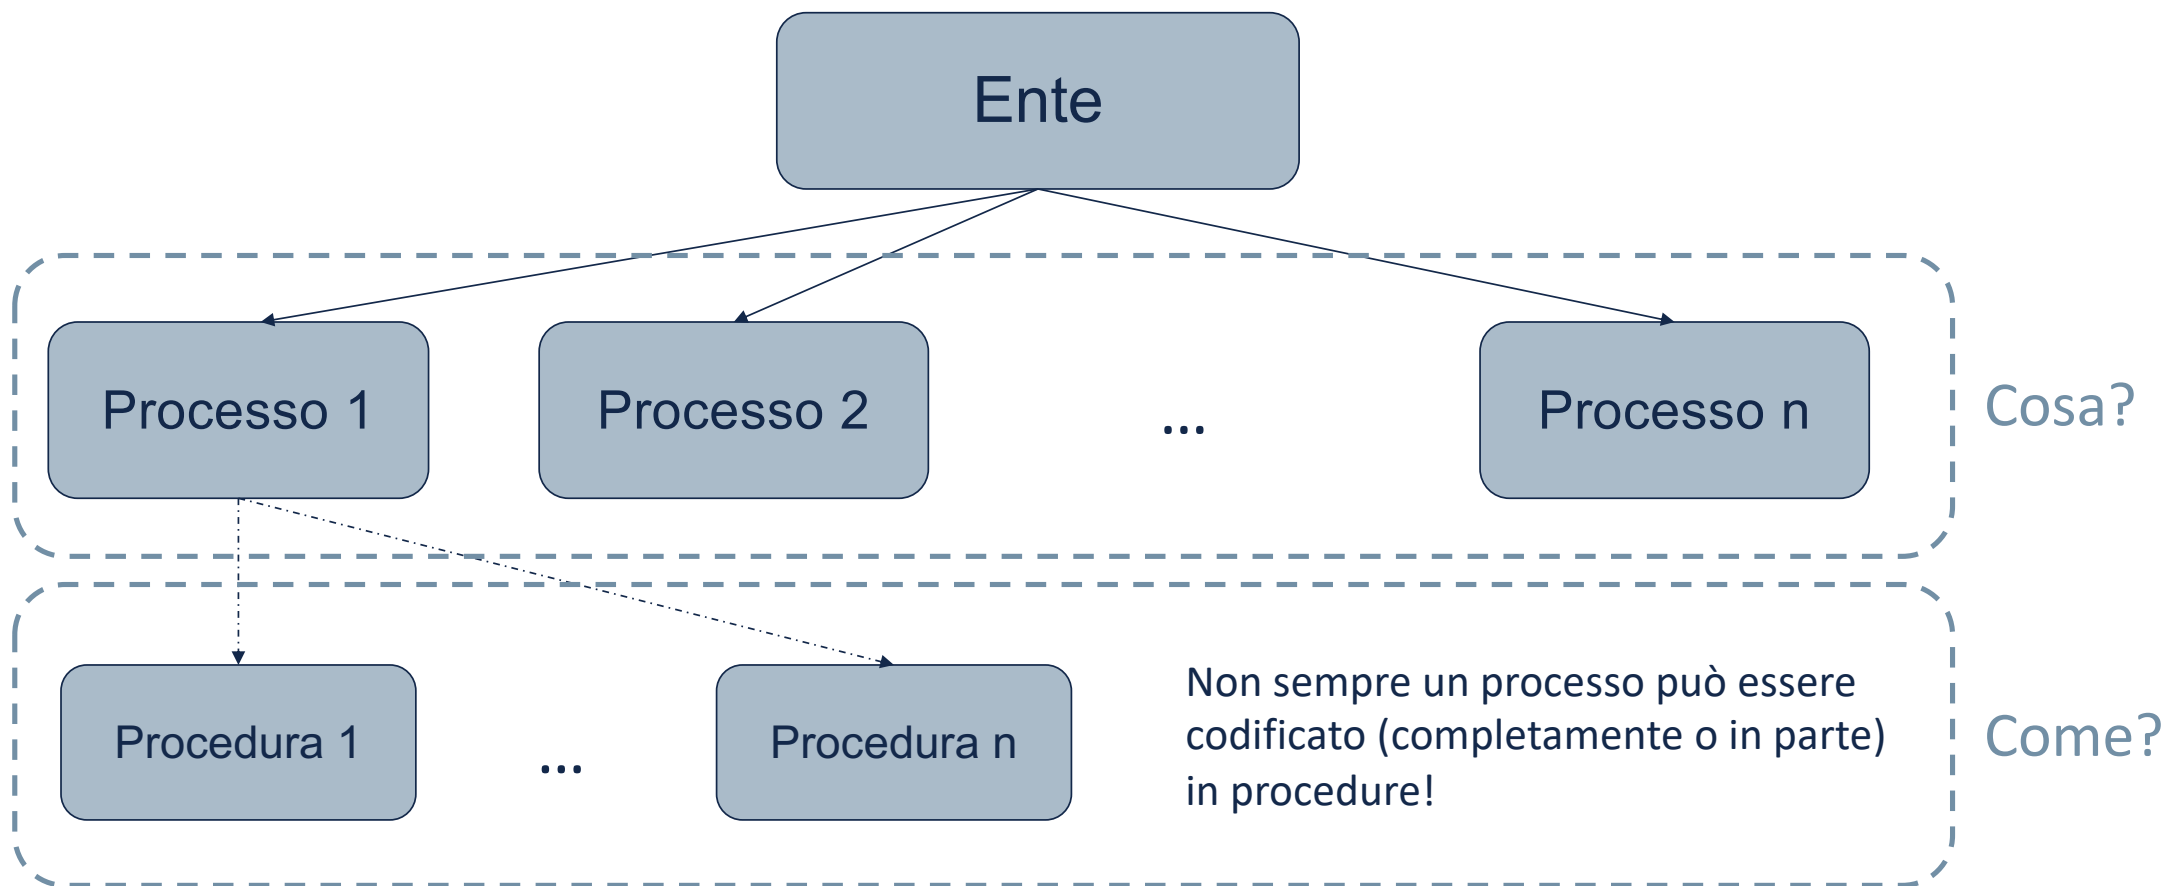 Ente
Processo 1
Processo 2
...
Processo n
Cosa?
Procedura 1
...
Procedura n
Non sempre un processo può essere
codificato (completamente o in parte)
in procedure!
Come?